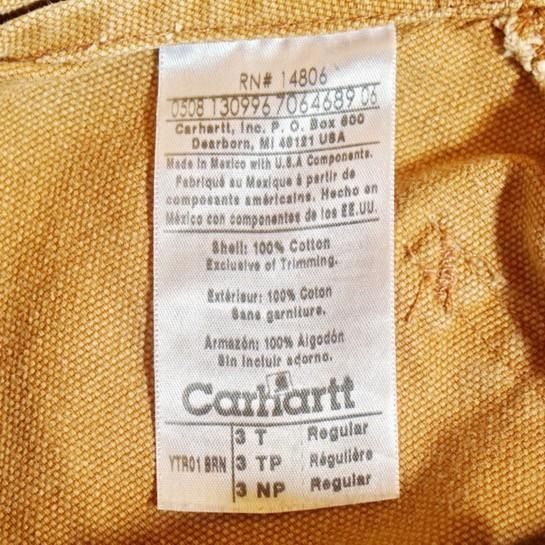 RN# 14806
0508 130996 7064689 06
Carhartt, Inc. P. O. Box 600
Dearborn, MI 48121 USA
Made in Mexico with U.S.A Components.
Fabriqué au Mexique à partir de
composants américains. Hecho en
México con componentes de los EE.UU.
Shell: 100% Cotton
Exclusive of Trimming.
Extérieur: 100% Coton
Sans garniture.
Armazón: 100% Algodón
Sin incluir adorno.
Carhartt
3 T Regular
YTR01 BRN 3 TP Régulière
3 NP Regular